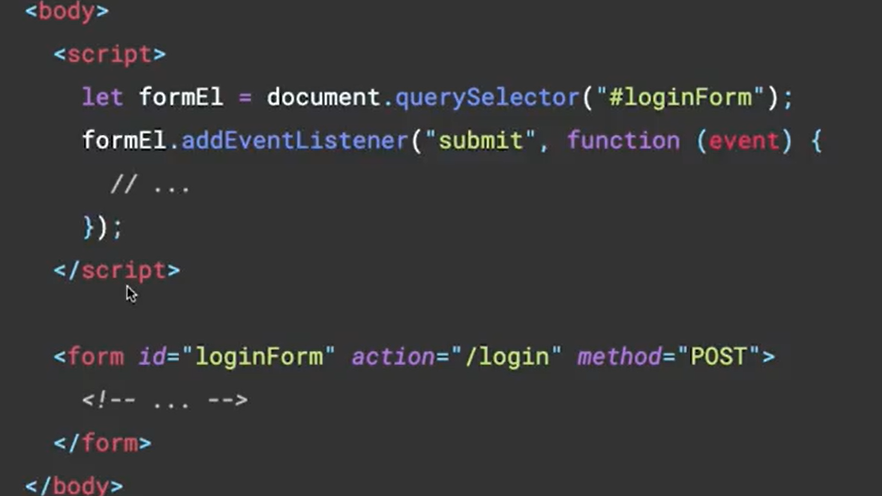 <body>
<script>
let formEl = document.querySelector("#loginForm");
formEl.addEventListener("submit", function (event) {
// ...
});
</script>
<form id="loginForm" action="/login" method="POST">
<!-- ... -->
</form>
</body>